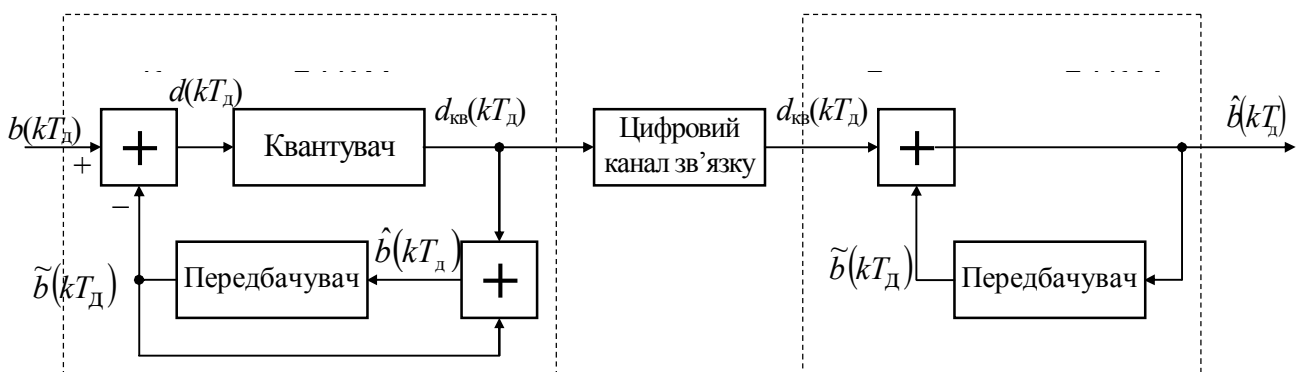 b(kTд)
+
−
+
d(kTд)
Квантувач
dкв(kTд)
Цифровий
канал зв’язку
dкв(kTд)
+
b̂(kTд)
b̃(kTд)
Передбачувач
b̂(kTд)
+
b̃(kTд)
Передбачувач